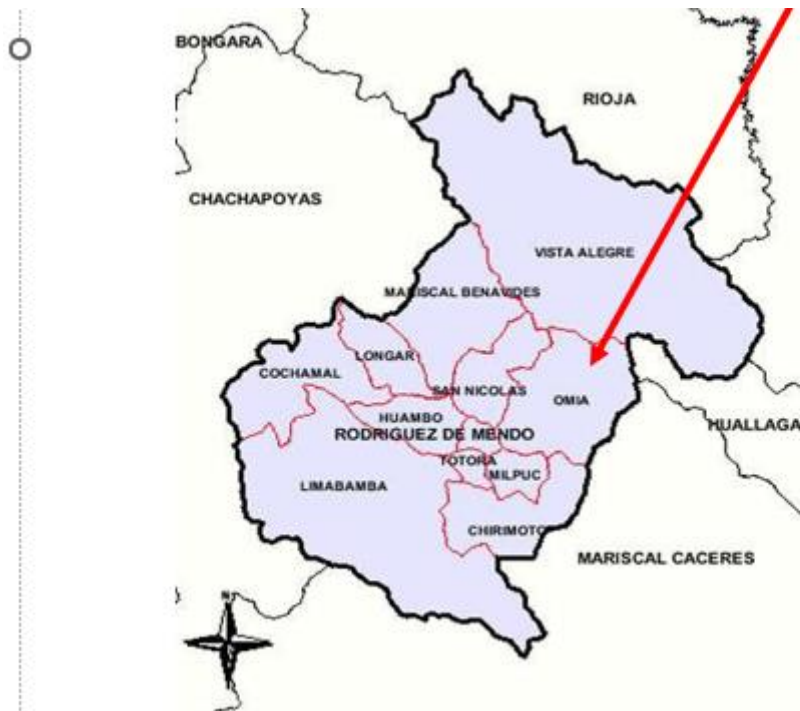 BONGARA
RIOJA
CHACHAPOYAS
VISTA ALEGRE
MARISCAL BENAVIDES
LONGAR
COCHAMAL
SAN NICOLAS
OMIA
HUAMBO
HUALLAGA
RODRIGUEZ DE MENDO
TOTORA
MILPUC
LIMABAMBA
CHIRIMOTO
MARISCAL CACERES
N